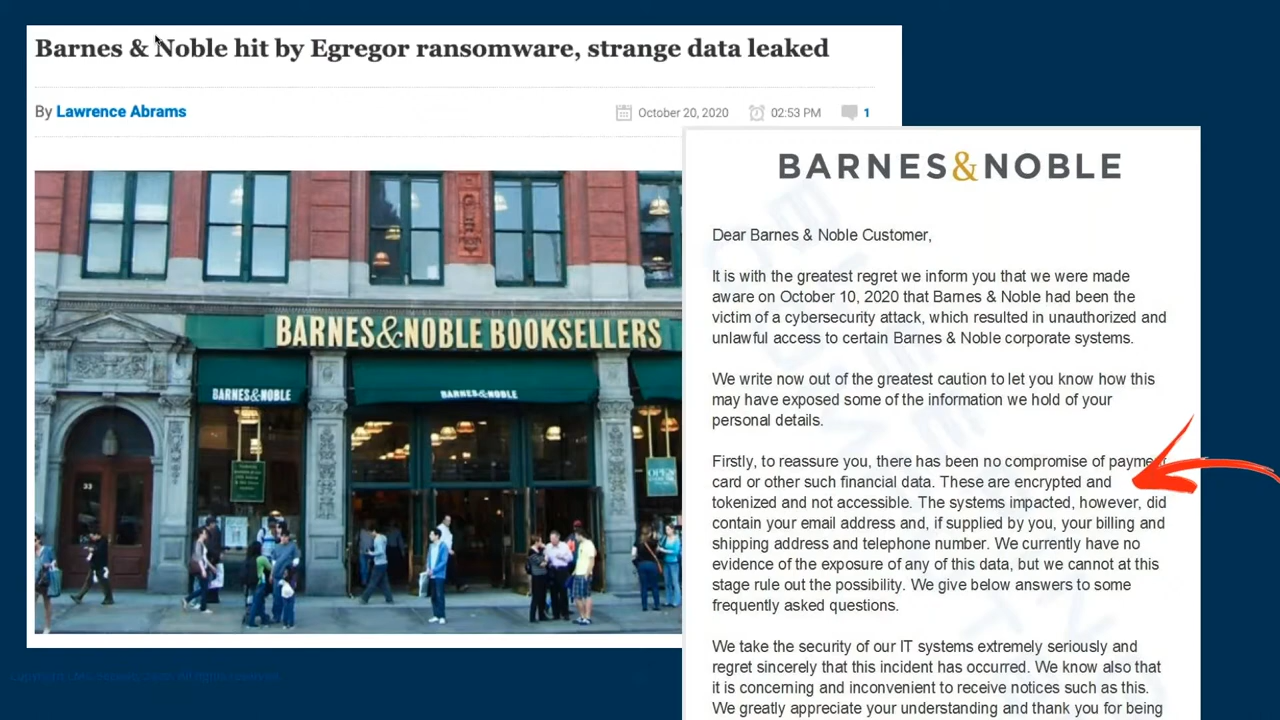 Barnes & Noble hit by Egregor ransomware, strange data leaked
By Lawrence Abrams
October 20, 2020 02:53 PM 1
BARNES&NOBLE BOOKSELLERS
BARNES&NOBLE
BARNES&NOBLE
OPEN
33
BARNES&NOBLE
Dear Barnes & Noble Customer,
It is with the greatest regret we inform you that we were made
aware on October 10, 2020 that Barnes & Noble had been the
victim of a cybersecurity attack, which resulted in unauthorized and
unlawful access to certain Barnes & Noble corporate systems.
We write now out of the greatest caution to let you know how this
may have exposed some of the information we hold of your
personal details.
Firstly, to reassure you, there has been no compromise of payment
card or other such financial data. These are encrypted and
tokenized and not accessible. The systems impacted, however, did
contain your email address and, if supplied by you, your billing and
shipping address and telephone number. We currently have no
evidence of the exposure of any of this data, but we cannot at this
stage rule out the possibility. We give below answers to some
frequently asked questions.
We take the security of our IT systems extremely seriously and
regret sincerely that this incident has occurred. We know also that
it is concerning and inconvenient to receive notices such as this.
We greatly appreciate your understanding and thank you for being